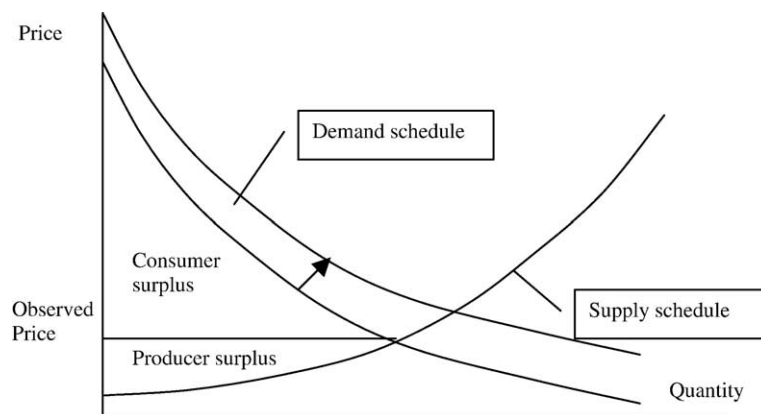 Price
Demand schedule
Consumer
surplus
Observed
Price
Supply schedule
Producer surplus
Quantity